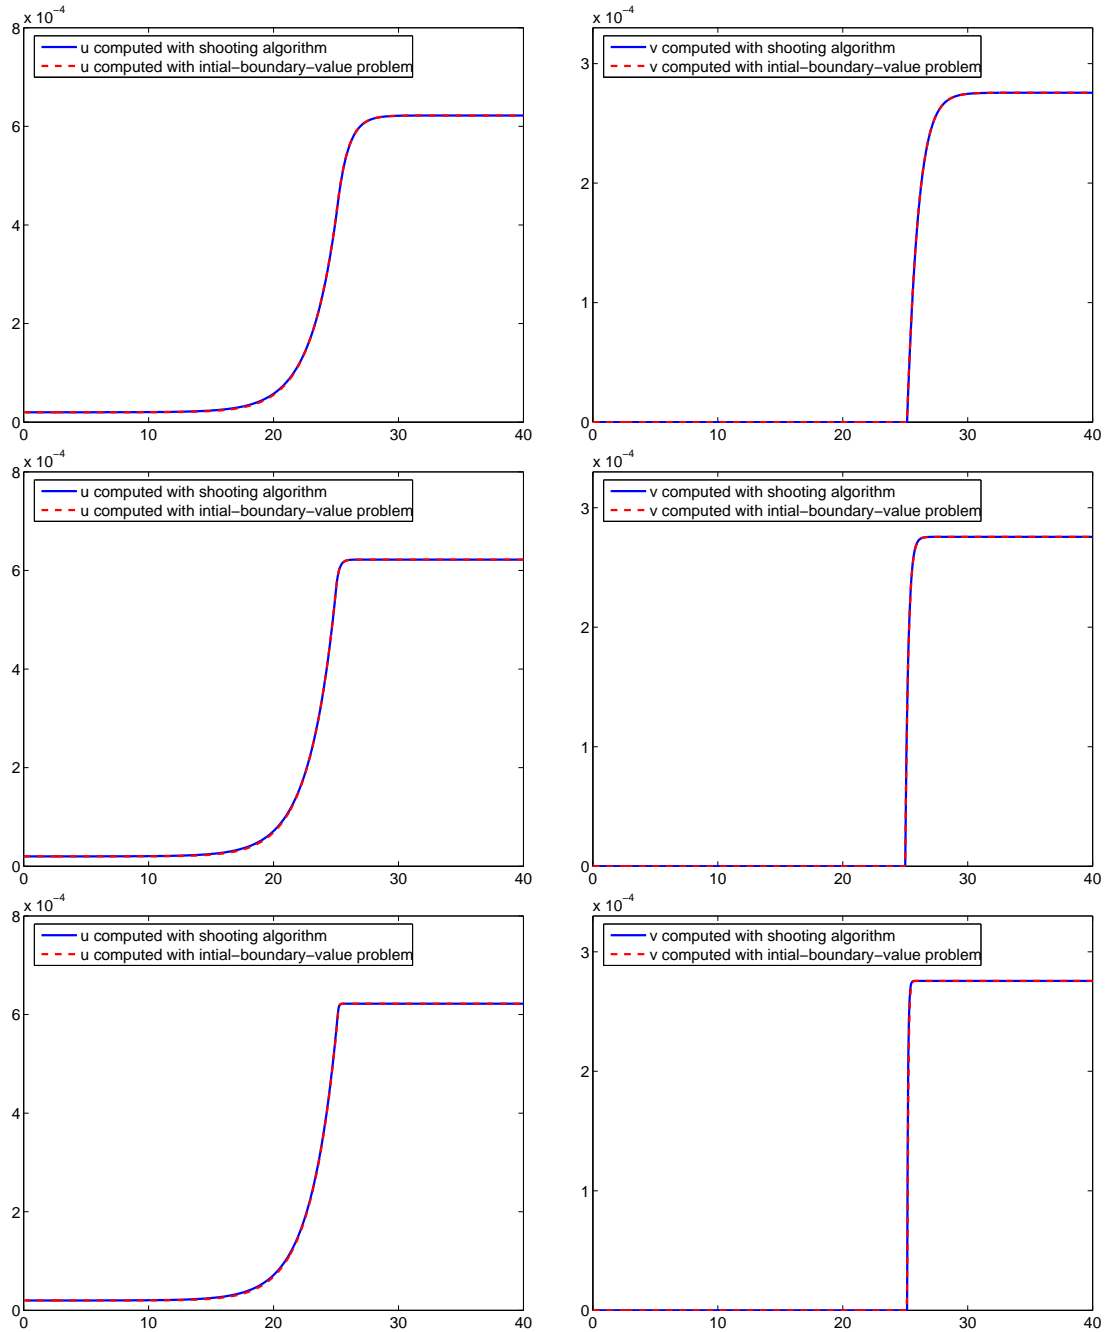 x 10−4
8
6
4
2
0
u computed with shooting algorithm
u computed with intial−boundary−value problem
0 10 20 30 40
x 10−4
3
2
1
0
v computed with shooting algorithm
v computed with intial−boundary−value problem
0 10 20 30 40
x 10−4
8
6
4
2
0
u computed with shooting algorithm
u computed with intial−boundary−value problem
0 10 20 30 40
x 10−4
3
2
1
0
v computed with shooting algorithm
v computed with intial−boundary−value problem
0 10 20 30 40
x 10−4
8
6
4
2
0
u computed with shooting algorithm
u computed with intial−boundary−value problem
0 10 20 30 40
x 10−4
3
2
1
0
v computed with shooting algorithm
v computed with intial−boundary−value problem
0 10 20 30 40